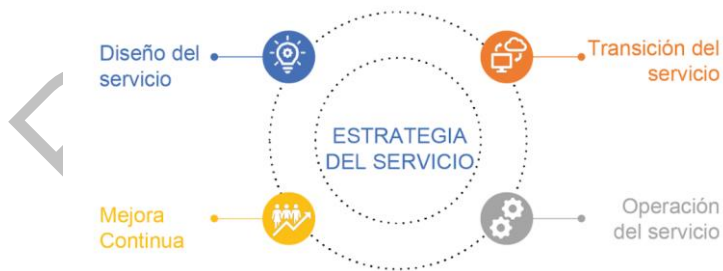 Diseño del
servicio
Transición del
servicio
ESTRATEGIA
DEL SERVICIO
Mejora
Continua
Operación
del servicio